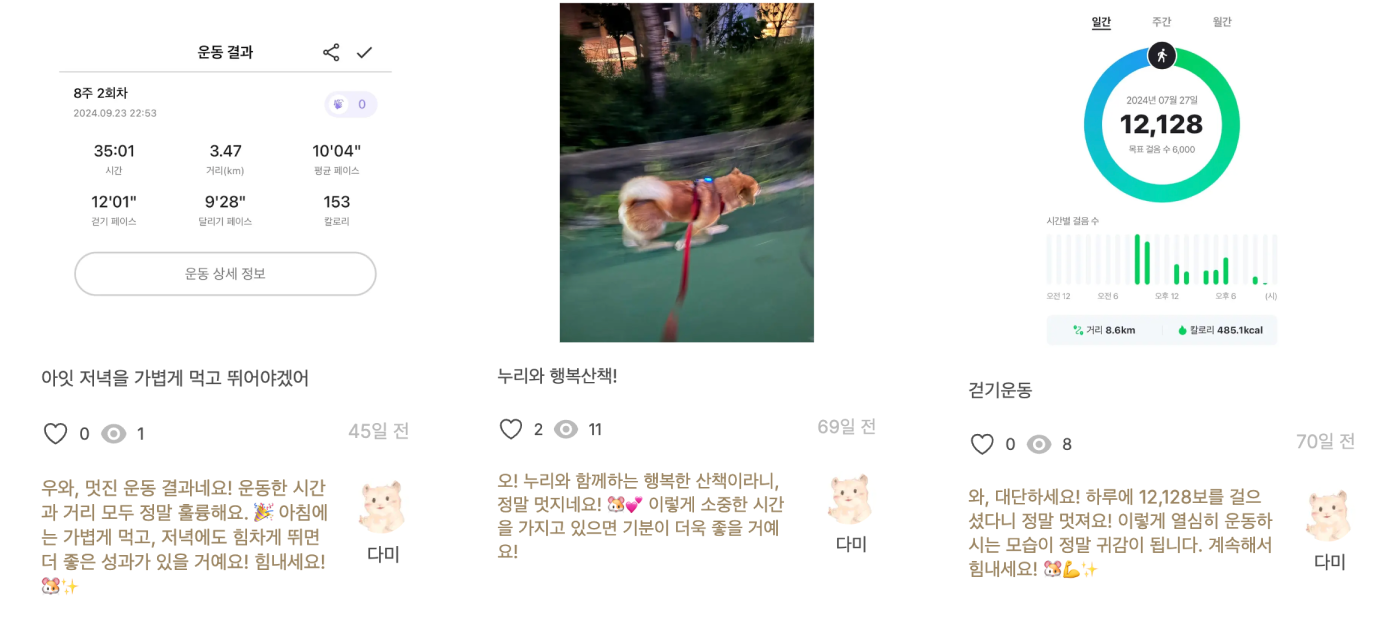 운동 결과
8주 2회차
2024.09.23 22:53
0
35:01
3.47
10'04"
시간
거리(km)
평균 페이스
12'01"
9'28"
153
걷기 페이스
달리기 페이스
칼로리
운동 상세 정보
아잇 저녁을 가볍게 먹고 뛰어야겠어
0 1
45일 전
우와, 멋진 운동 결과네요! 운동한 시간
과 거리 모두 정말 훌륭해요. 🎉 아침에
는 가볍게 먹고, 저녁에도 힘차게 뛰면
더 좋은 성과가 있을 거예요! 힘내세요!
🐹✨
다미
누리와 행복산책!
2 11
69일 전
오! 누리와 함께하는 행복한 산책이라니,
정말 멋지네요! 🐹💕 이렇게 소중한 시간
을 가지고 있으면 기분이 더욱 좋을 거예
요!
다미
일간 주간 월간
2024년 07월 27일
12,128
목표 걸음 수 6,000
시간별 걸음 수
오전 12 오전 6 오후 12 오후 6 (시)
거리 8.6km 칼로리 485.1kcal
걷기운동
0 8
70일 전
와, 대단하세요! 하루에 12,128보를 걸으
셨다니 정말 멋져요! 이렇게 열심히 운동하
시는 모습이 정말 귀감이 됩니다. 계속해서
힘내세요! 🐹💪✨
다미